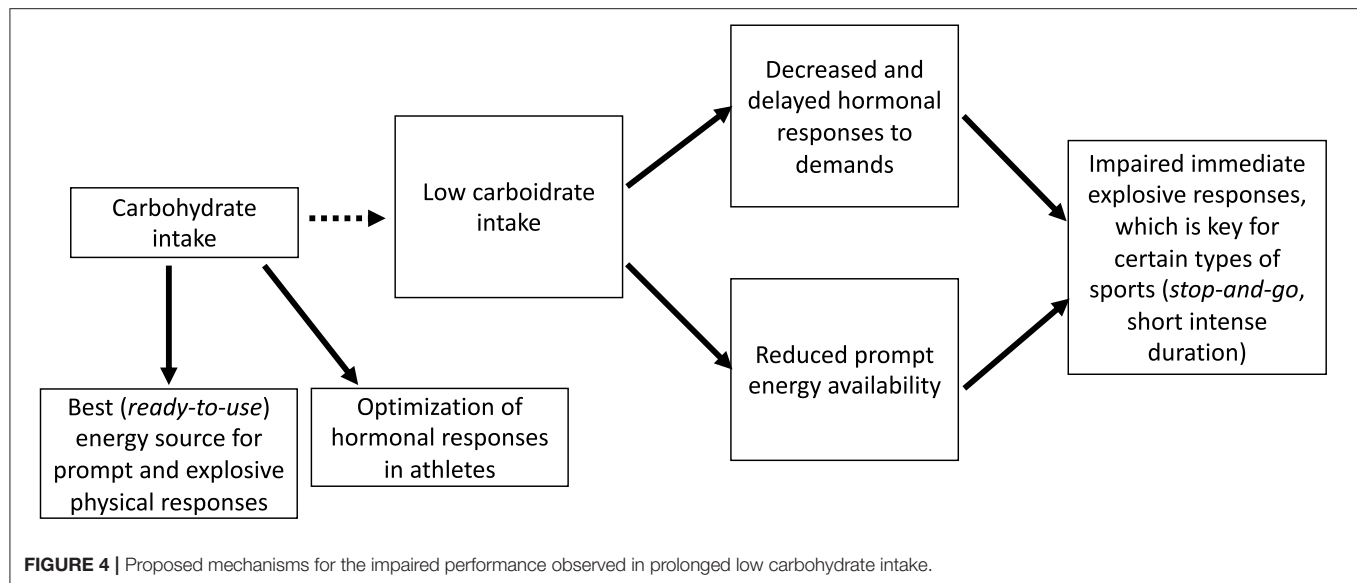 Carbohydrate
intake
Best (ready-to-use)
energy source for
prompt and explosive
physical responses
Optimization of
hormonal responses
in athletes
Low carboidrate
intake
Decreased and
delayed hormonal
responses to
demands
Reduced prompt
energy availability
Impaired immediate
explosive responses,
which is key for
certain types of
sports (stop-and-go,
short intense
duration)
FIGURE 4 | Proposed mechanisms for the impaired performance observed in prolonged low carbohydrate intake.